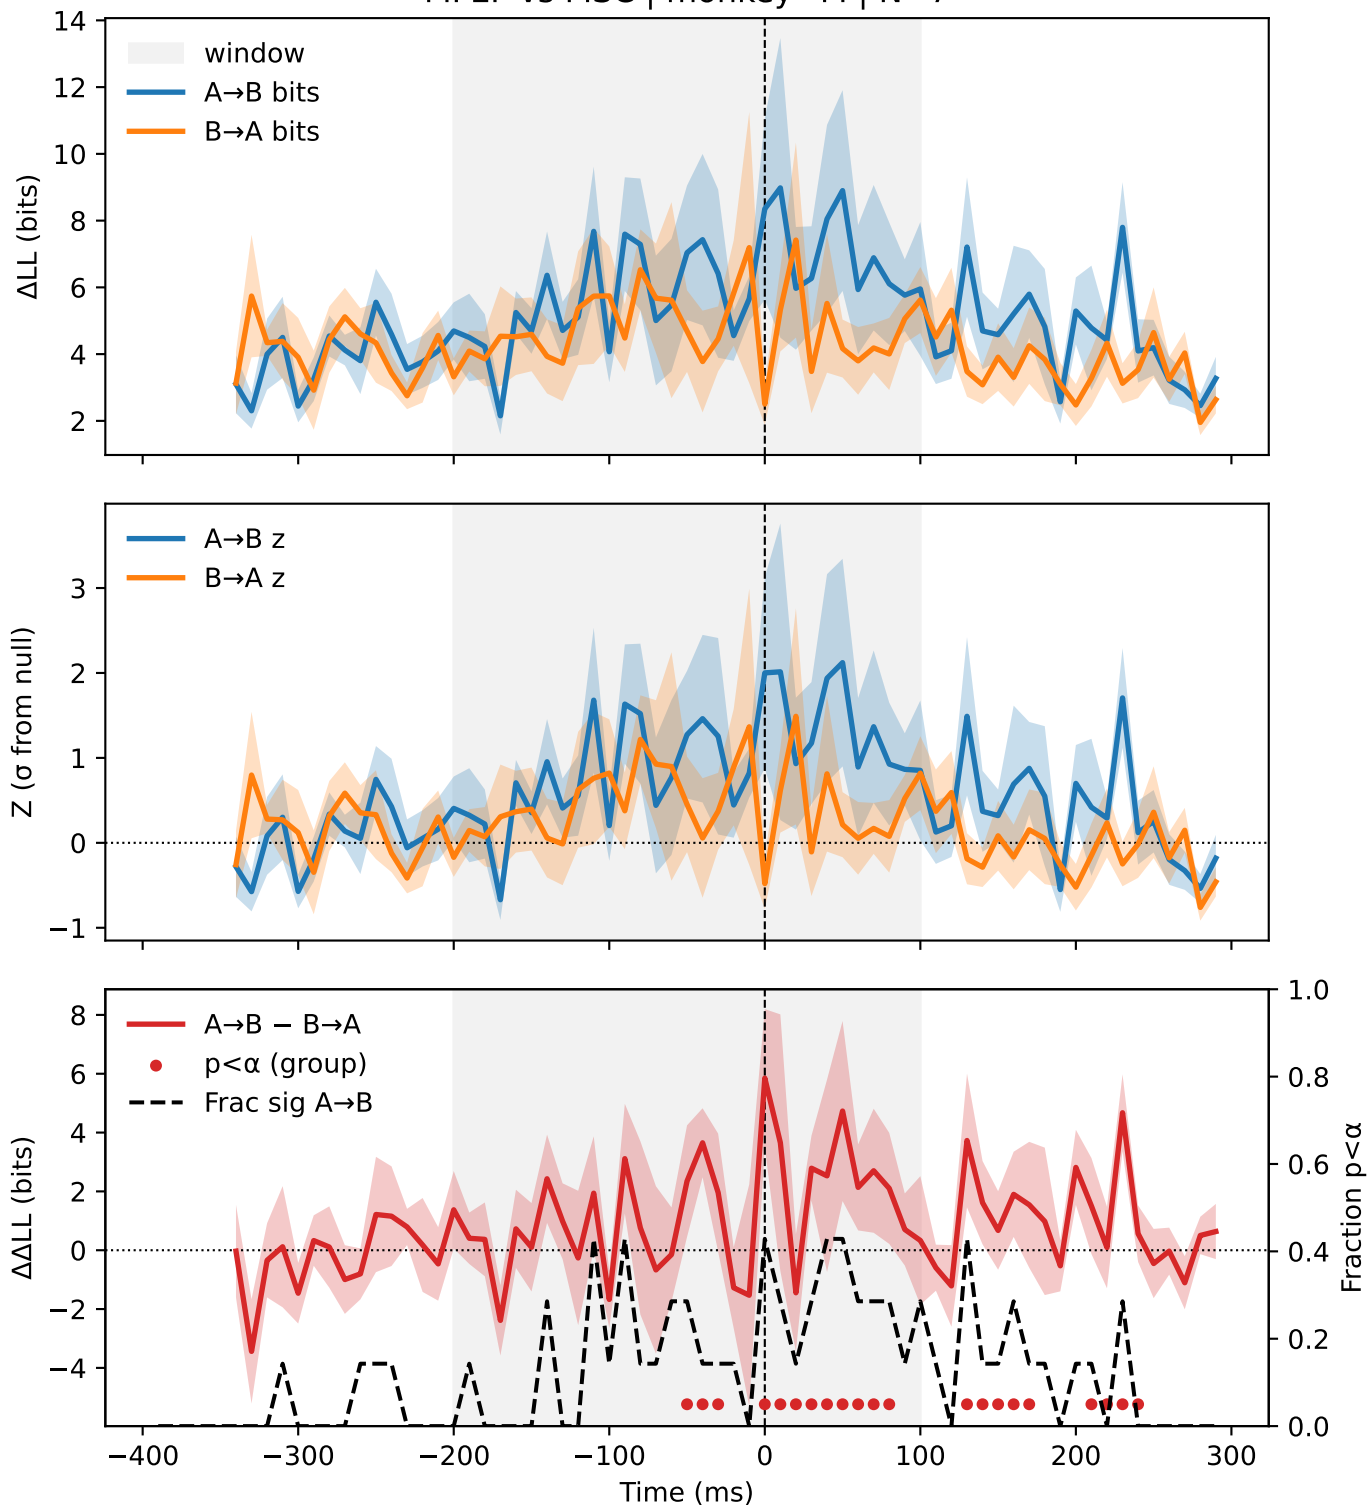 14
12
10
8
6
4
2
ΔLL (bits)
window
A→B bits
B→A bits
3
2
1
0
−1
Z (σ from null)
A→B z
B→A z
8
6
4
2
0
−2
−4
ΔΔLL (bits)
A→B − B→A
p<α (group)
Frac sig A→B
1.0
0.8
0.6
0.4
0.2
0.0
Fraction p<α
−400 −300 −200 −100 0 100 200 300
Time (ms)